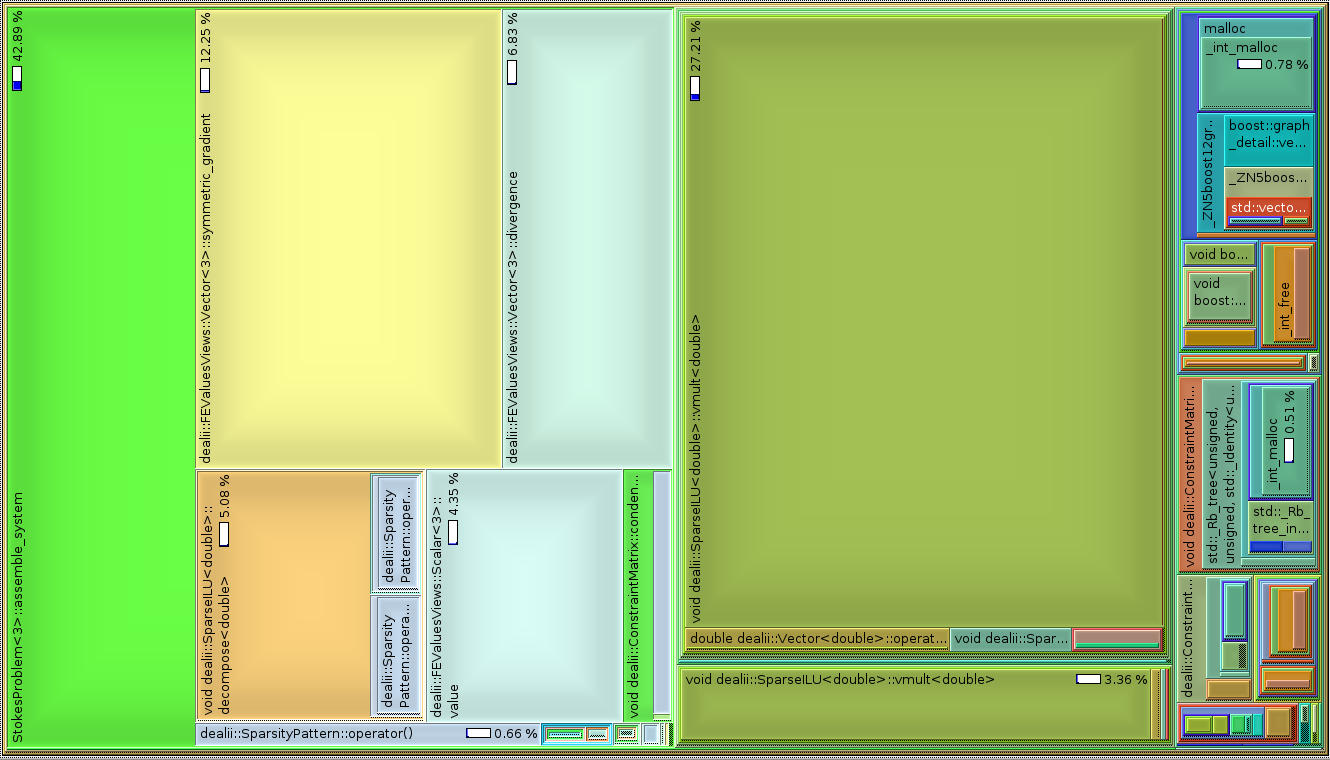 StokesProblem<3>::assemble_system
42.89 %
dealii::FEValuesViews::Vector<3>::symmetric_gradient
12.25 %
dealii::FEValuesViews::Vector<3>::divergence
6.83 %
void dealii::SparseILU<double>::
decompose<double>
5.08 %
dealii::Sparsity
Pattern::oper...
dealii::Sparsity
Pattern::opera...
dealii::FEValuesViews::Scalar<3>::
value
4.35 %
void dealii::ConstraintMatrix::conden...
dealii::SparsityPattern::operator()
0.66 %
void dealii::SparseILU<double>::vmult<double>
27.21 %
double dealii::Vector<double>::operat...
void dealii::Spar...
void dealii::SparseILU<double>::vmult<double>
3.36 %
malloc
_int_malloc
0.78 %
_ZN5boost12gr..
boost::graph
_detail::ve...
_ZN5boos...
std::vecto...
void bo...
void
boost:...
_int_free
void dealii::ConstraintMatri...
std::_Rb_tree<unsigned,
unsigned, std::_Identity<u...
_int_malloc
0.51 %
std::_Rb_
tree_in...
dealii::Constraint...